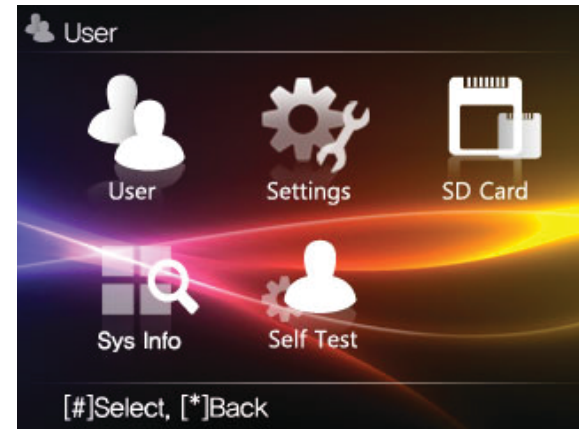 User
User Settings SD Card
Sys Info Self Test
[#]Select, [*]Back